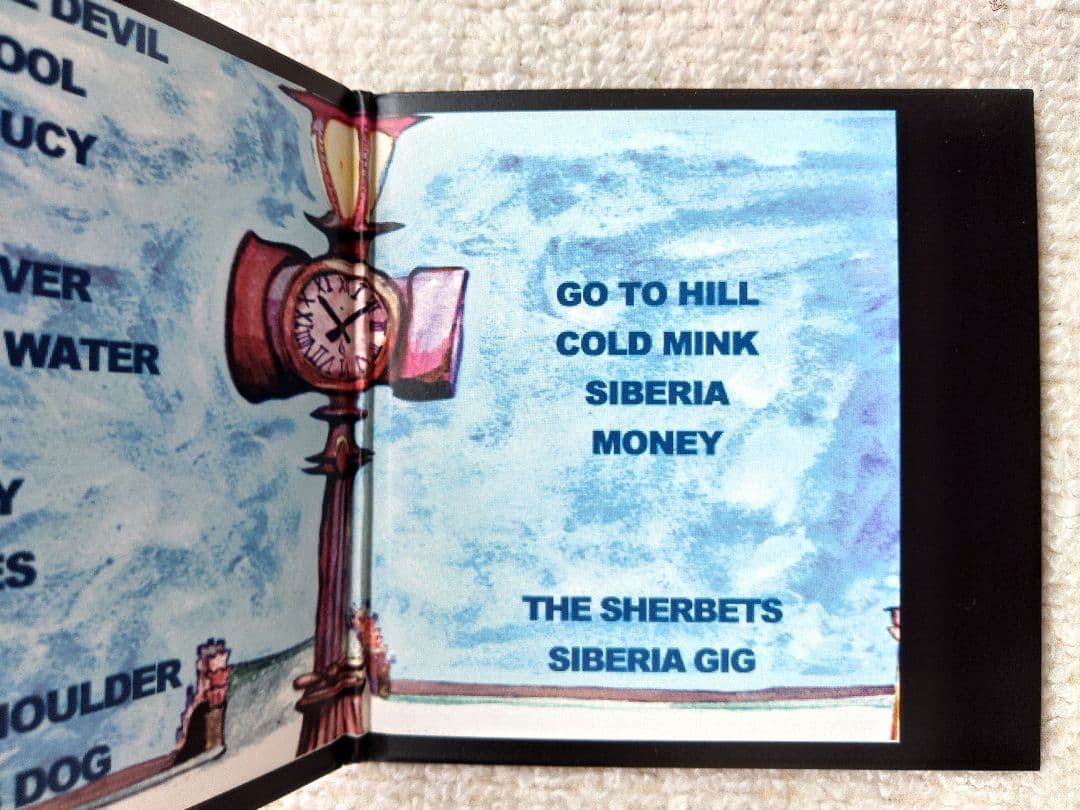 DEVIL
OOL
UCY
VER
WATER
Y
ES
HOULDER
DOG
GO TO HILL
COLD MINK
SIBERIA
MONEY
THE SHERBETS
SIBERIA GIG